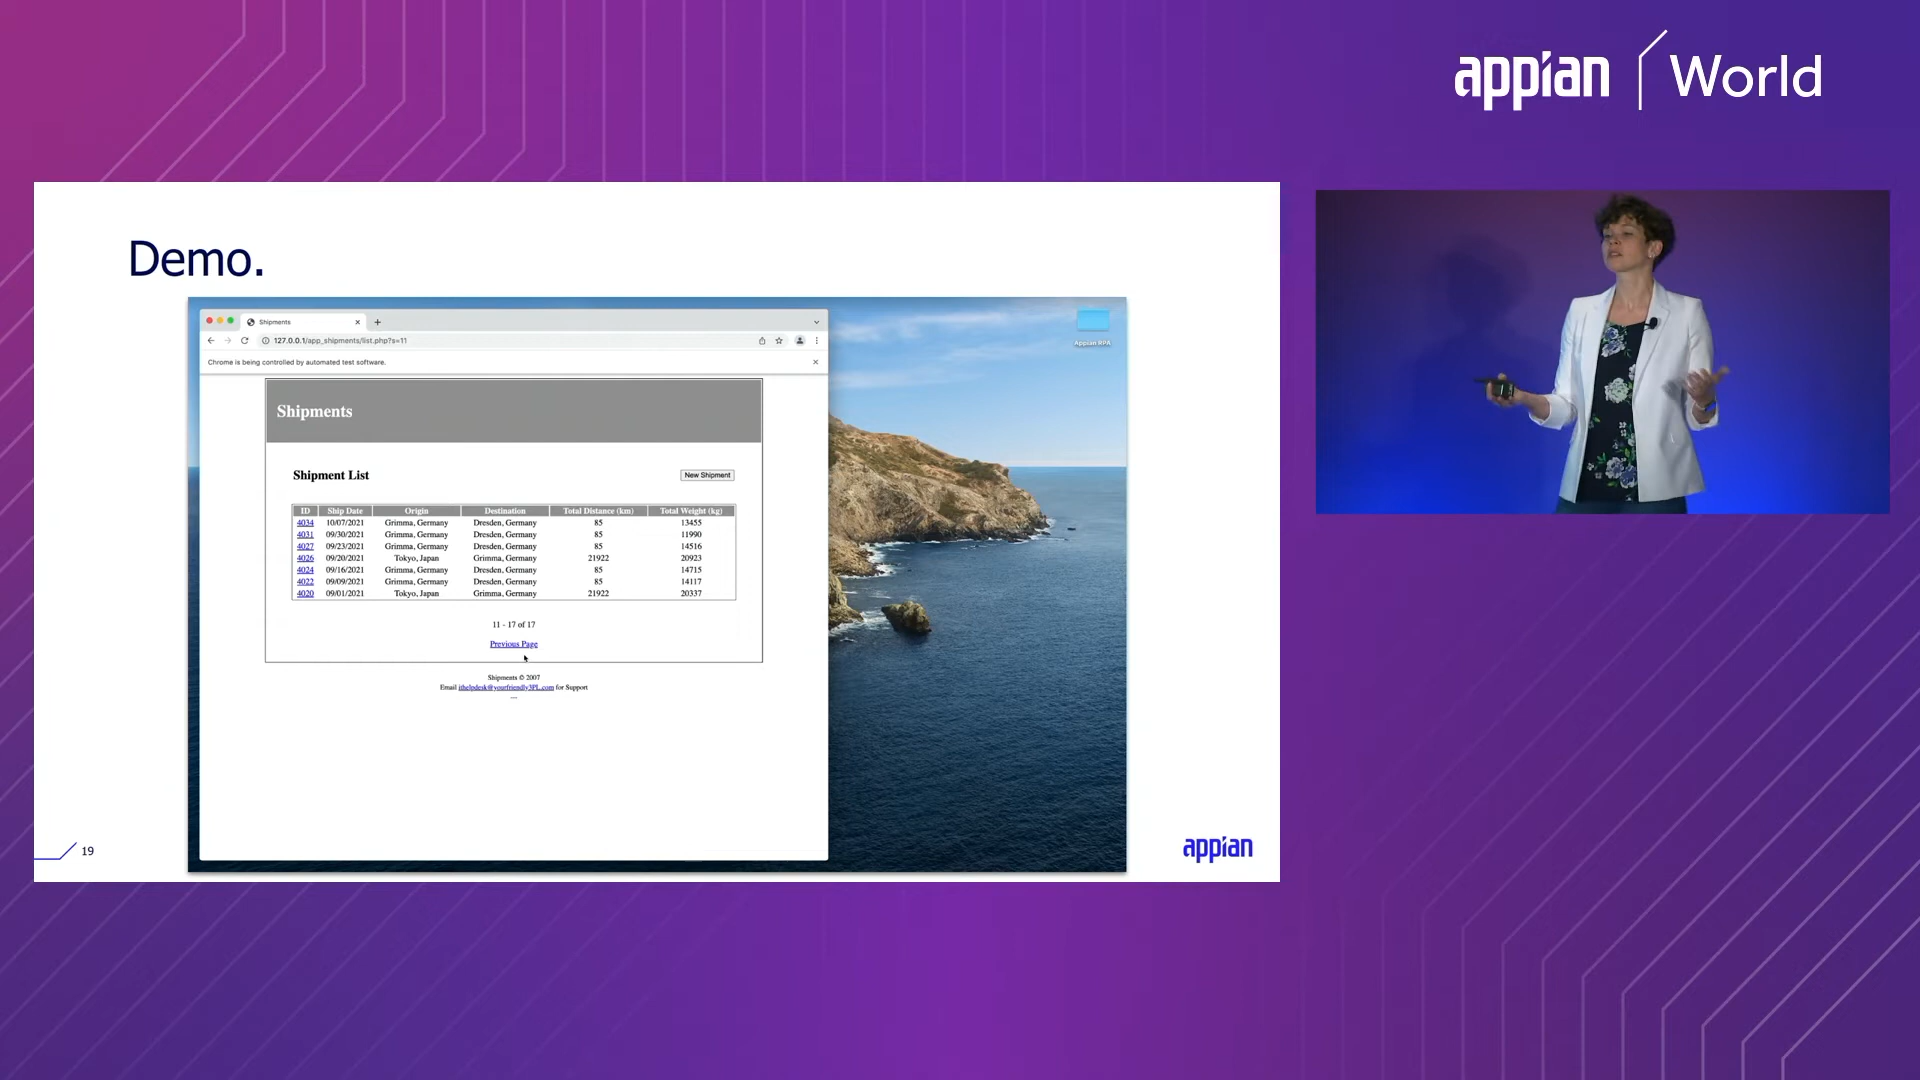 appian World
Demo.
Shipments
127.0.0.1/app_shipments/list.php?s=11
Chrome is being controlled by automated test software.
Appian RPA
Shipments
Shipment List
New Shipment
ID Ship Date Origin Destination Total Distance (km) Total Weight (kg)
4034 10/07/2021 Grimma, Germany Dresden, Germany 85 13455
4031 09/30/2021 Grimma, Germany Dresden, Germany 85 11990
4027 09/23/2021 Grimma, Germany Dresden, Germany 85 14516
4026 09/20/2021 Tokyo, Japan Grimma, Germany 21922 20923
4024 09/16/2021 Grimma, Germany Dresden, Germany 85 14715
4022 09/09/2021 Grimma, Germany Dresden, Germany 85 14117
4020 09/01/2021 Tokyo, Japan Grimma, Germany 21922 20337
11 - 17 of 17
Previous Page
Shipments © 2007
Email ithelpdesk@yourfriendly3PL.com for Support
19
appian